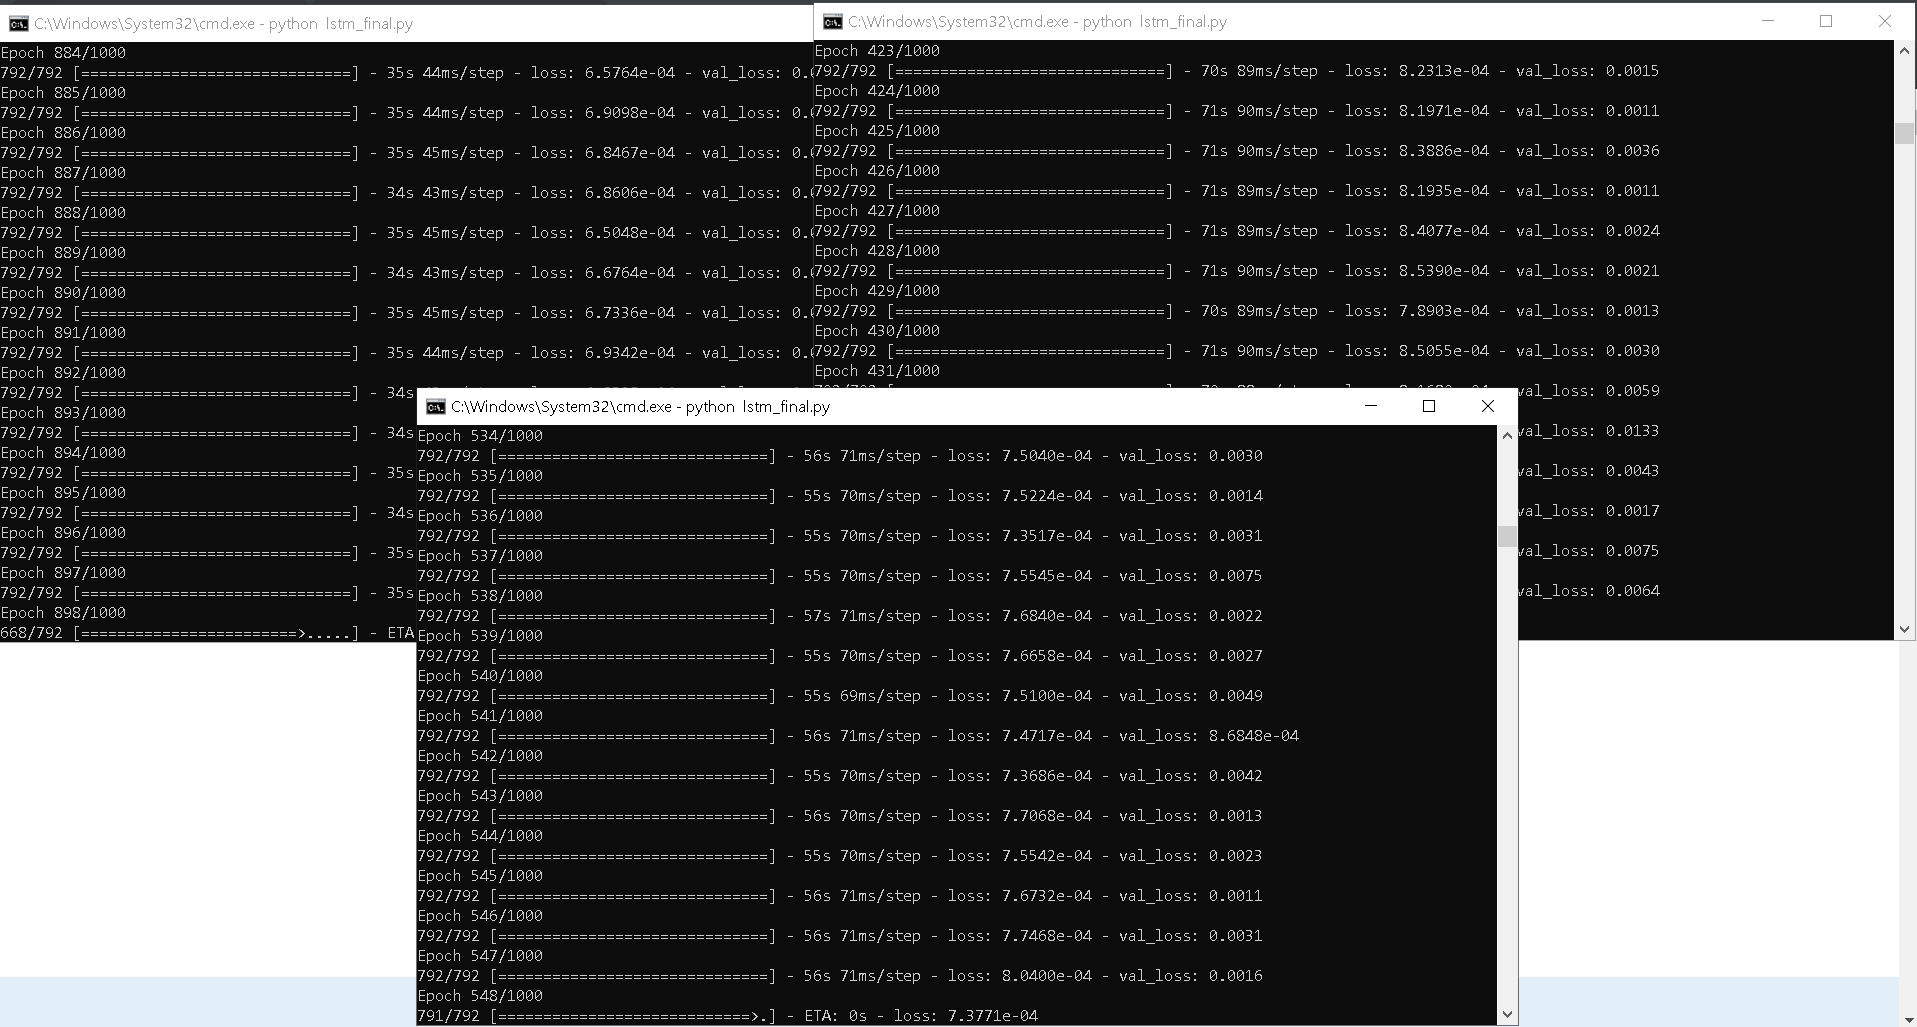 C:\Windows\System32\cmd.exe - python lstm_final.py
Epoch 884/1000
792/792 [==============================] - 35s 44ms/step - loss: 6.5764e-04 - val_loss: 0.0
Epoch 885/1000
792/792 [==============================] - 35s 44ms/step - loss: 6.9098e-04 - val_loss: 0.0
Epoch 886/1000
792/792 [==============================] - 35s 45ms/step - loss: 6.8467e-04 - val_loss: 0.0
Epoch 887/1000
792/792 [==============================] - 34s 43ms/step - loss: 6.8606e-04 - val_loss: 0.0
Epoch 888/1000
792/792 [==============================] - 35s 45ms/step - loss: 6.5048e-04 - val_loss: 0.0
Epoch 889/1000
792/792 [==============================] - 34s 43ms/step - loss: 6.6764e-04 - val_loss: 0.0
Epoch 890/1000
792/792 [==============================] - 35s 45ms/step - loss: 6.7336e-04 - val_loss: 0.0
Epoch 891/1000
792/792 [==============================] - 35s 44ms/step - loss: 6.9342e-04 - val_loss: 0.0
Epoch 892/1000
792/792 [==============================] - 34s
Epoch 893/1000
792/792 [==============================] - 34s
Epoch 894/1000
792/792 [==============================] - 35s
Epoch 895/1000
792/792 [==============================] - 34s
Epoch 896/1000
792/792 [==============================] - 35s
Epoch 897/1000
792/792 [==============================] - 35s
Epoch 898/1000
668/792 [========================>.....] - ETA
C:\Windows\System32\cmd.exe - python lstm_final.py
Epoch 423/1000
792/792 [==============================] - 70s 89ms/step - loss: 8.2313e-04 - val_loss: 0.0015
Epoch 424/1000
792/792 [==============================] - 71s 90ms/step - loss: 8.1971e-04 - val_loss: 0.0011
Epoch 425/1000
792/792 [==============================] - 71s 90ms/step - loss: 8.3886e-04 - val_loss: 0.0036
Epoch 426/1000
792/792 [==============================] - 71s 89ms/step - loss: 8.1935e-04 - val_loss: 0.0011
Epoch 427/1000
792/792 [==============================] - 71s 89ms/step - loss: 8.4077e-04 - val_loss: 0.0024
Epoch 428/1000
792/792 [==============================] - 71s 90ms/step - loss: 8.5390e-04 - val_loss: 0.0021
Epoch 429/1000
792/792 [==============================] - 70s 89ms/step - loss: 7.8903e-04 - val_loss: 0.0013
Epoch 430/1000
792/792 [==============================] - 71s 90ms/step - loss: 8.5055e-04 - val_loss: 0.0030
Epoch 431/1000
0.0059
val_loss: 0.0133
val_loss: 0.0043
val_loss: 0.0017
val_loss: 0.0075
val_loss: 0.0064
C:\Windows\System32\cmd.exe - python lstm_final.py
Epoch 534/1000
792/792 [==============================] - 56s 71ms/step - loss: 7.5040e-04 - val_loss: 0.0030
Epoch 535/1000
792/792 [==============================] - 55s 70ms/step - loss: 7.5224e-04 - val_loss: 0.0014
Epoch 536/1000
792/792 [==============================] - 55s 70ms/step - loss: 7.3517e-04 - val_loss: 0.0031
Epoch 537/1000
792/792 [==============================] - 55s 70ms/step - loss: 7.5545e-04 - val_loss: 0.0075
Epoch 538/1000
792/792 [==============================] - 57s 71ms/step - loss: 7.6840e-04 - val_loss: 0.0022
Epoch 539/1000
792/792 [==============================] - 55s 70ms/step - loss: 7.6658e-04 - val_loss: 0.0027
Epoch 540/1000
792/792 [==============================] - 55s 69ms/step - loss: 7.5100e-04 - val_loss: 0.0049
Epoch 541/1000
792/792 [==============================] - 56s 71ms/step - loss: 7.4717e-04 - val_loss: 8.6848e-04
Epoch 542/1000
792/792 [==============================] - 55s 70ms/step - loss: 7.3686e-04 - val_loss: 0.0042
Epoch 543/1000
792/792 [==============================] - 56s 70ms/step - loss: 7.7068e-04 - val_loss: 0.0013
Epoch 544/1000
792/792 [==============================] - 55s 70ms/step - loss: 7.5542e-04 - val_loss: 0.0023
Epoch 545/1000
792/792 [==============================] - 56s 71ms/step - loss: 7.6732e-04 - val_loss: 0.0011
Epoch 546/1000
792/792 [==============================] - 56s 71ms/step - loss: 7.7468e-04 - val_loss: 0.0031
Epoch 547/1000
792/792 [==============================] - 56s 71ms/step - loss: 8.0400e-04 - val_loss: 0.0016
Epoch 548/1000
791/792 [============================>.] - ETA: 0s - loss: 7.3771e-04